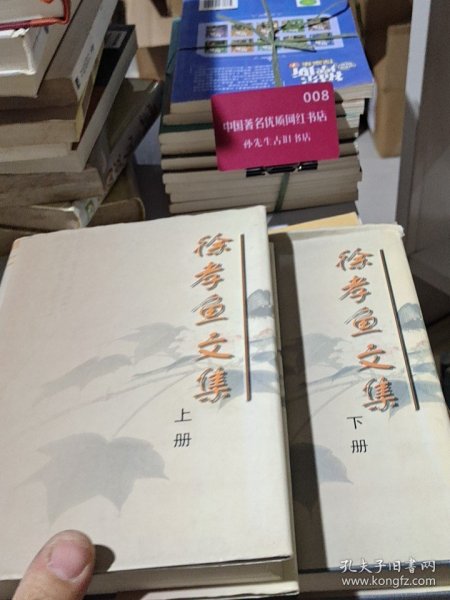 008
中国著名优质网红书店
孙先生古旧书店
徐孝鱼文集
上册
徐孝鱼文集
下册
孔夫子旧书网
www.kongfz.com